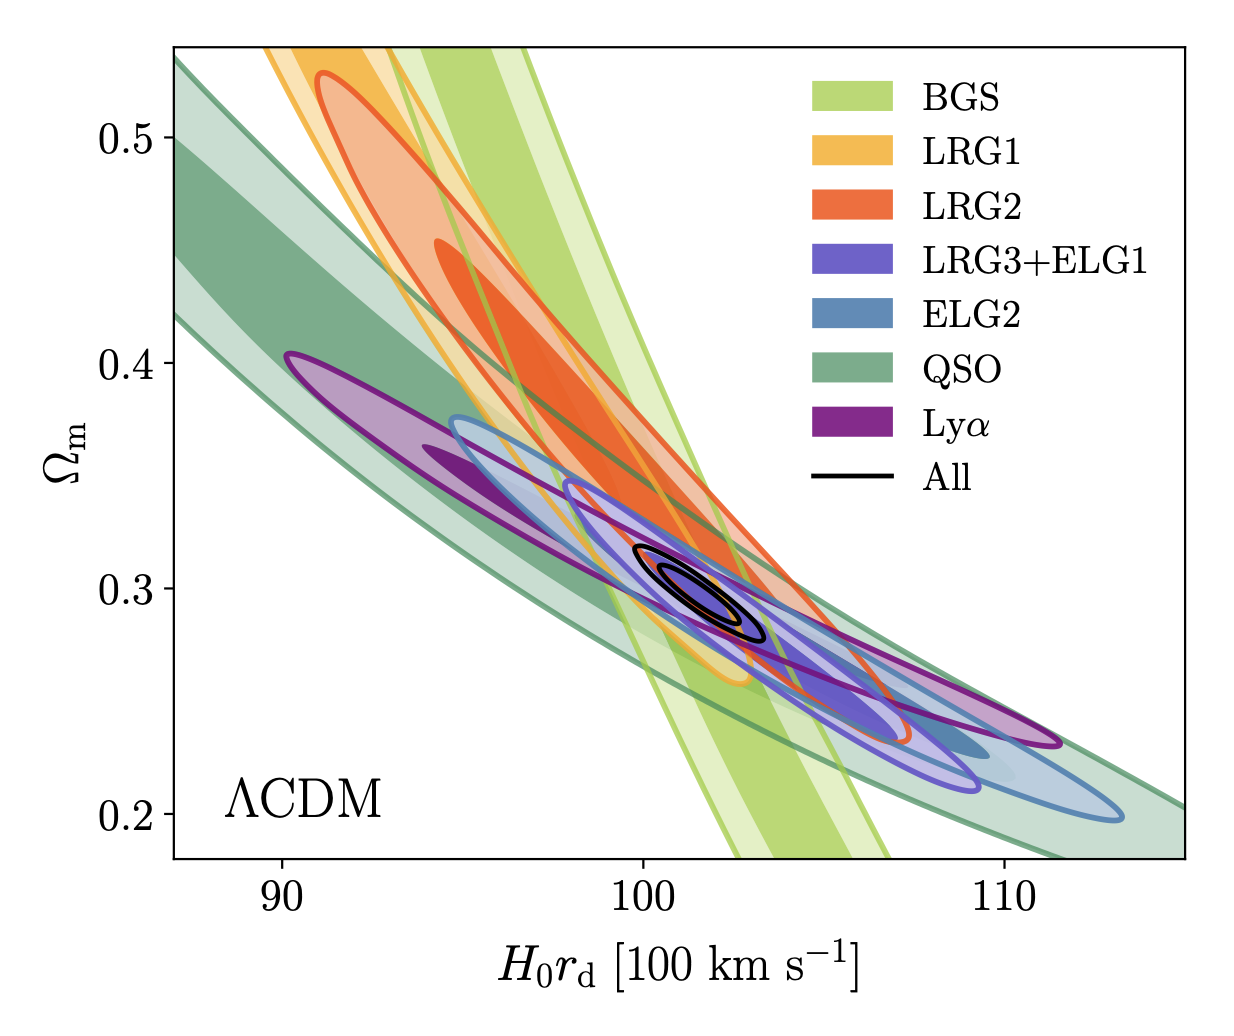 BGS
LRG1
LRG2
LRG3+ELG1
ELG2
QSO
Lyα
All
0.5
0.4
0.3
0.2
Ωm
ΛCDM
90 100 110
H₀rd [100 km s⁻¹]